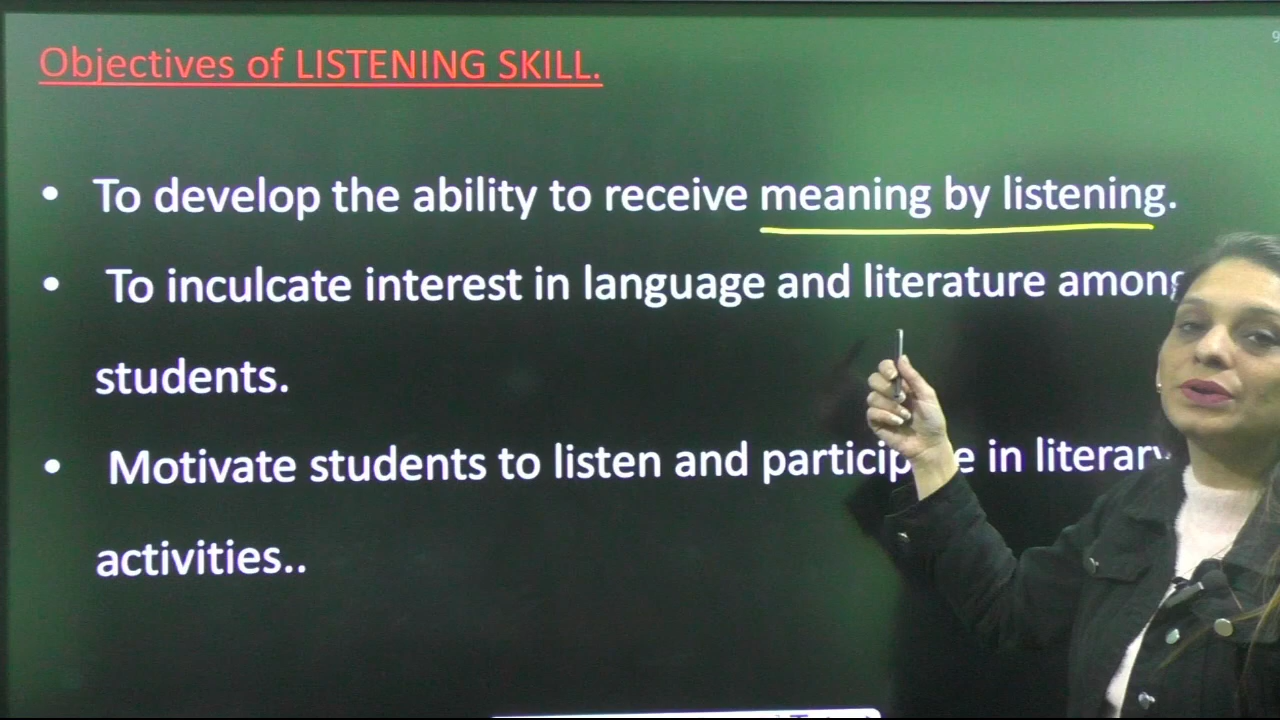 Objectives of LISTENING SKILL.
• To develop the ability to receive meaning by listening.
• To inculcate interest in language and literature
students.
• Motivate students to listen and in
activities..